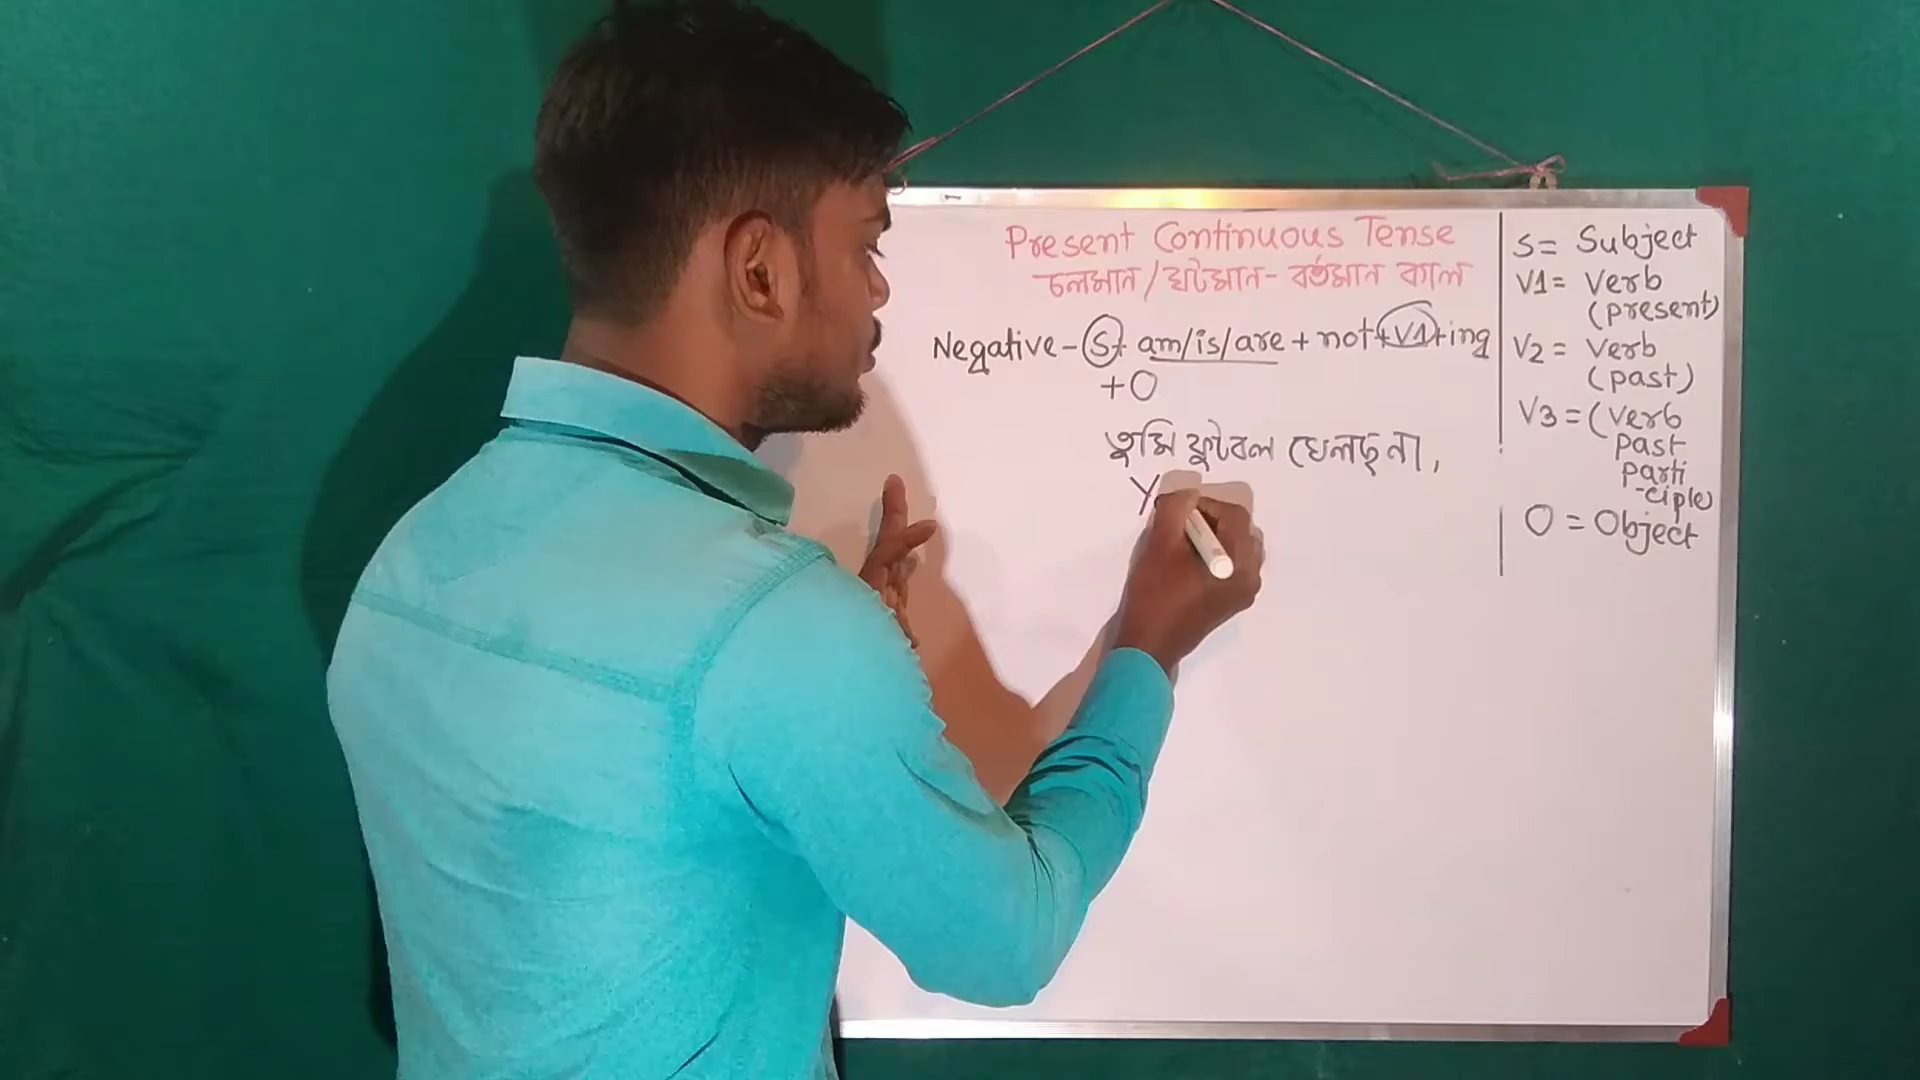 Present Continuous Tense
চলমান/ঘটমান-বর্তমান কাল
Negative-S+ am/is/are + not+V1+ing
+O
তুমি ফুটবল খেলছ না,
Y
S= Subject
V1= Verb
(present)
V2= Verb
(past)
V3=(Verb
past
parti
-ciple)
O = Object